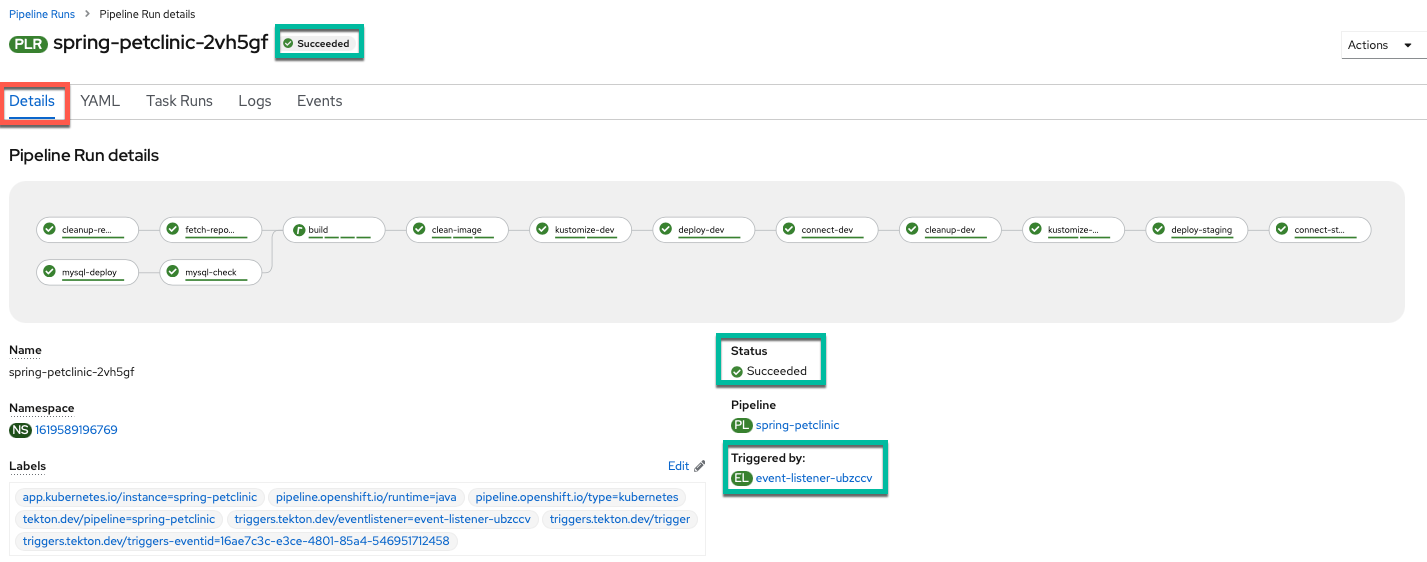 Pipeline Runs > Pipeline Run details
PLR spring-petclinic-2vh5gf Succeeded
Actions
Details YAML Task Runs Logs Events
Pipeline Run details
cleanup-re... fetch-repo... build clean-image kustomize-dev deploy-dev connect-dev cleanup-dev kustomize-... deploy-staging connect-st...
mysql-deploy mysql-check
Name
spring-petclinic-2vh5gf
Namespace
NS 1619589196769
Labels Edit
app.kubernetes.io/instance=spring-petclinic pipeline.openshift.io/runtime=java pipeline.openshift.io/type=kubernetes
tekton.dev/pipeline=spring-petclinic triggers.tekton.dev/eventlistener=event-listener-ubzccv triggers.tekton.dev/trigger
triggers.tekton.dev/triggers-eventid=16ae7c3c-e3ce-4801-85a4-546951712458
Status
Succeeded
Pipeline
PL spring-petclinic
Triggered by:
EL event-listener-ubzccv